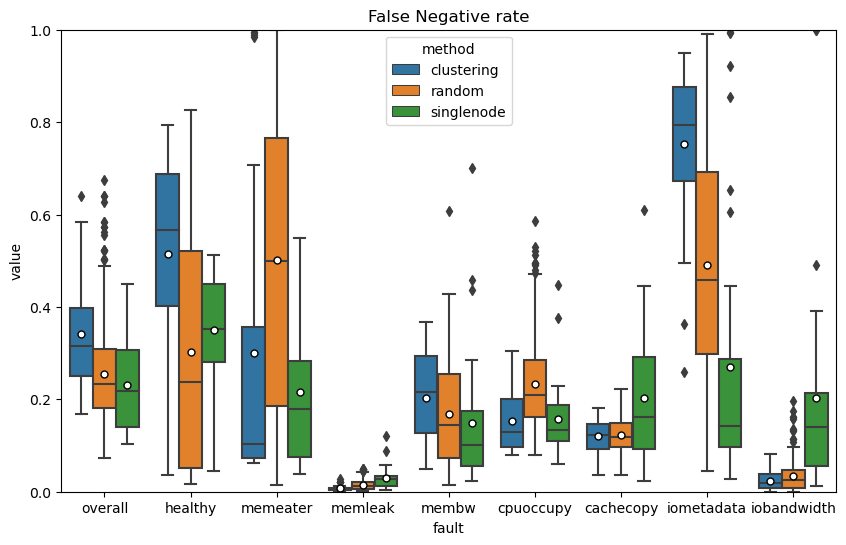 False Negative rate
method
clustering
random
singlenode
1.0
0.8
0.6
0.4
0.2
0.0
value
overall healthy memeater memleak membw cpuoccupy cachecopy iometadata iobandwidth
fault